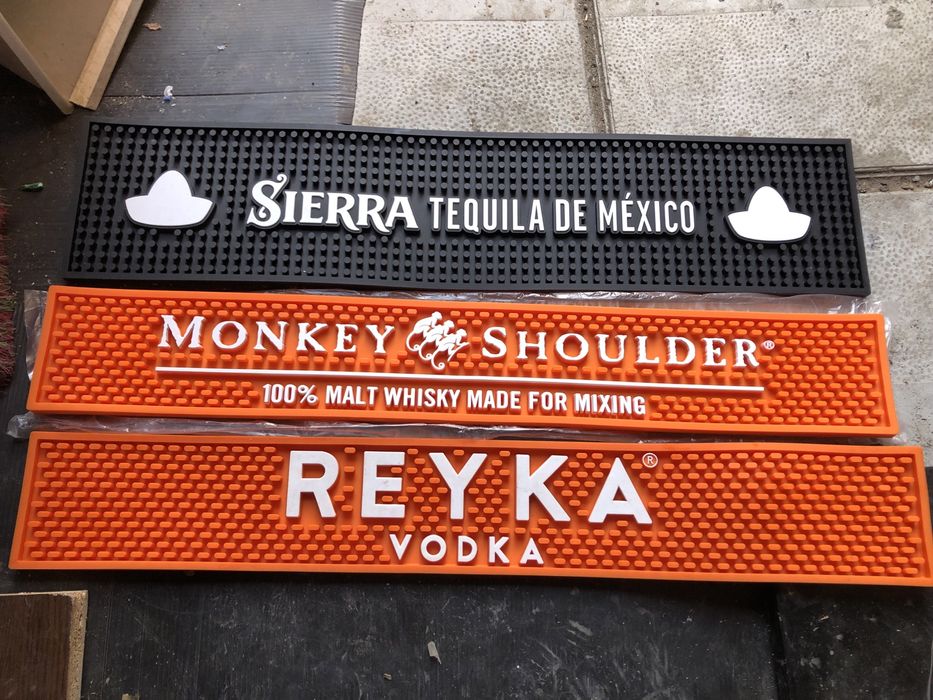 SIERRA TEQUILA DE MÉXICO
MONKEY SHOULDER®
100% MALT WHISKY MADE FOR MIXING
REYKA®
VODKA